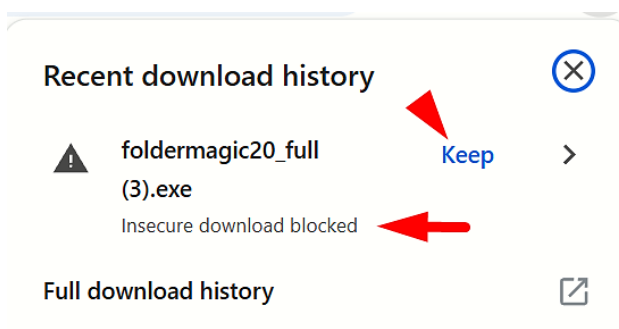 Recent download history
foldermagic20_full
Keep
(3).exe
Insecure download blocked
Full download history